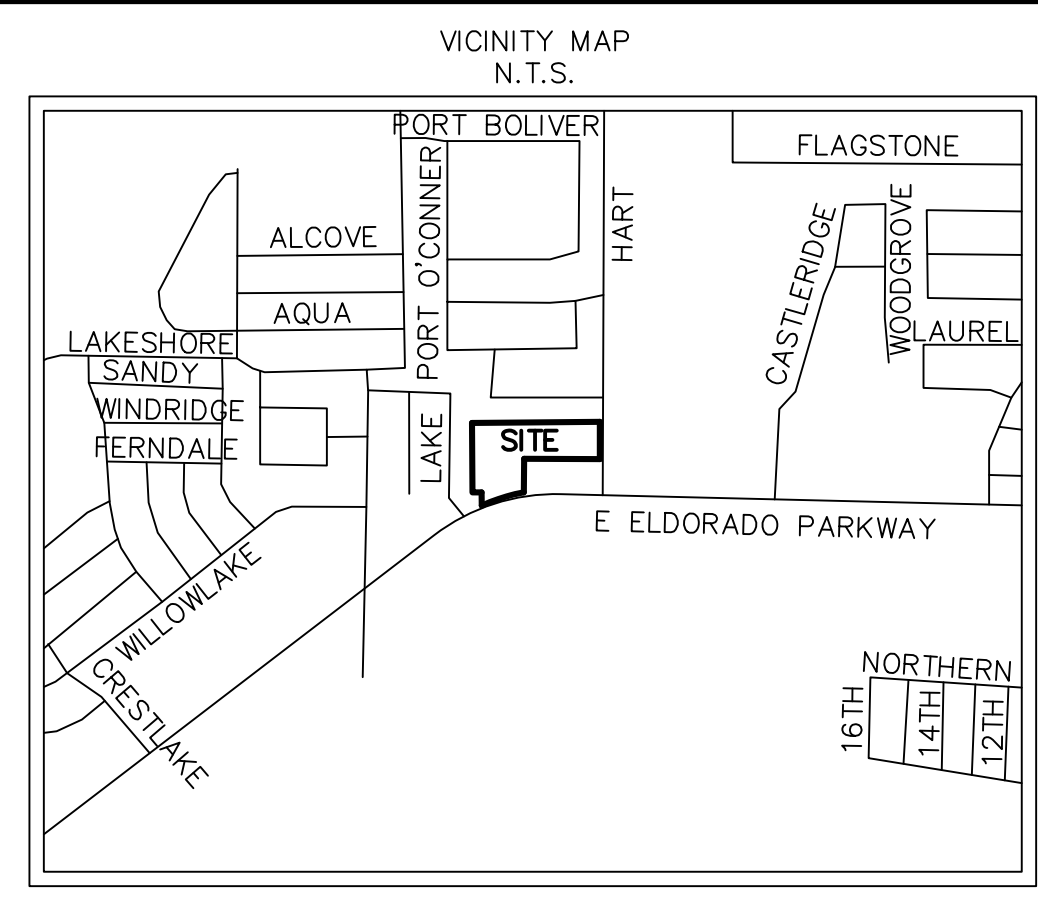 VICINITY MAP
N.T.S.
PORT BOLIVER
FLAGSTONE
PORT O'CONNER
HART
CASTLERIDGE
WOODGROVE
ALCOVE
AQUA
LAKESHORE
LAUREL
SANDY
WINDRIDGE
FERNDALE
LAKE
SITE
E ELDORADO PARKWAY
WILLOWLAKE
CRESTLAKE
NORTHERN
16TH
14TH
12TH